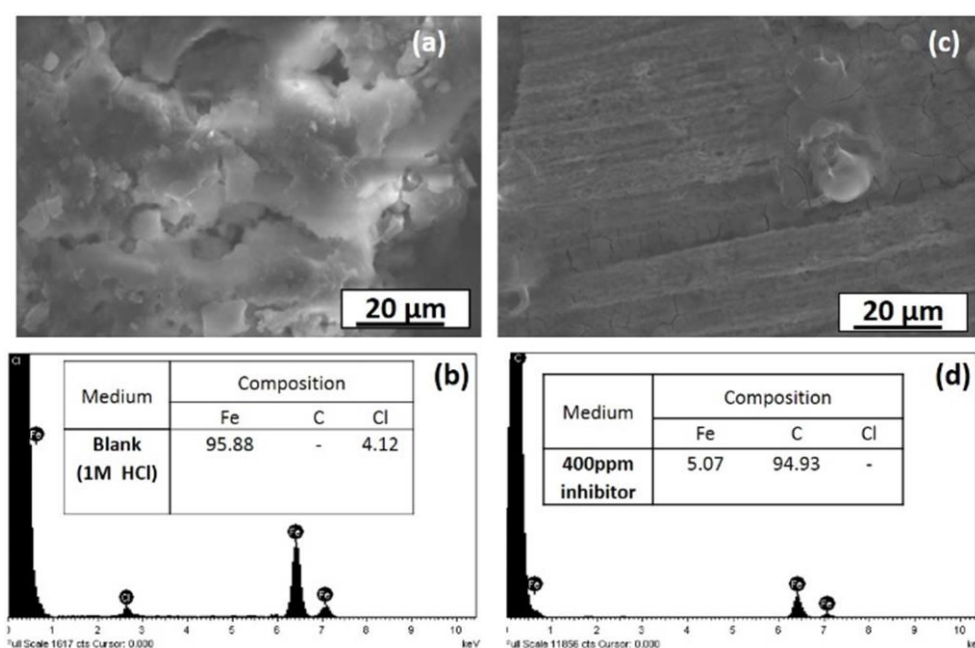 (a)
20 µm
(c)
20 µm
(b)
Cl
Fe
Medium Composition
Fe C Cl
Blank 95.88 - 4.12
(1M HCl)
Cl
Fe
Fe
0 1 2 3 4 5 6 7 8 9 10
Full Scale 1617 cts Cursor: 0.000 keV
(d)
C
Medium Composition
Fe C Cl
400ppm 5.07 94.93 -
inhibitor
Fe
Fe
Fe
0 1 2 3 4 5 6 7 8 9 10
Full Scale 11856 cts Cursor: 0.000